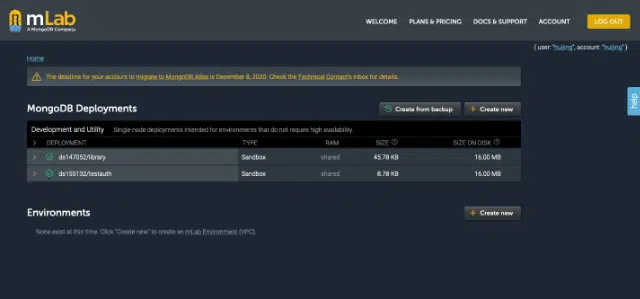 mLab
A MongoDB Company
WELCOME PLANS & PRICING DOCS & SUPPORT ACCOUNT LOG OUT
{ user: "huijing", account: "huijing" }
Home
The deadline for your account to migrate to MongoDB Atlas is December 8, 2020. Check the Technical Contact's inbox for details.
help
MongoDB Deployments
Create from backup
+ Create new
Development and Utility Single-node deployments intended for environments that do not require high availability.
DEPLOYMENT TYPE RAM SIZE SIZE ON DISK
ds147052/library Sandbox shared 45.78 KB 16.00 MB
ds155132/testauth Sandbox shared 8.78 KB 16.00 MB
Environments
+ Create new
None exist at this time. Click "Create new" to create an mLab Environment (VPC).